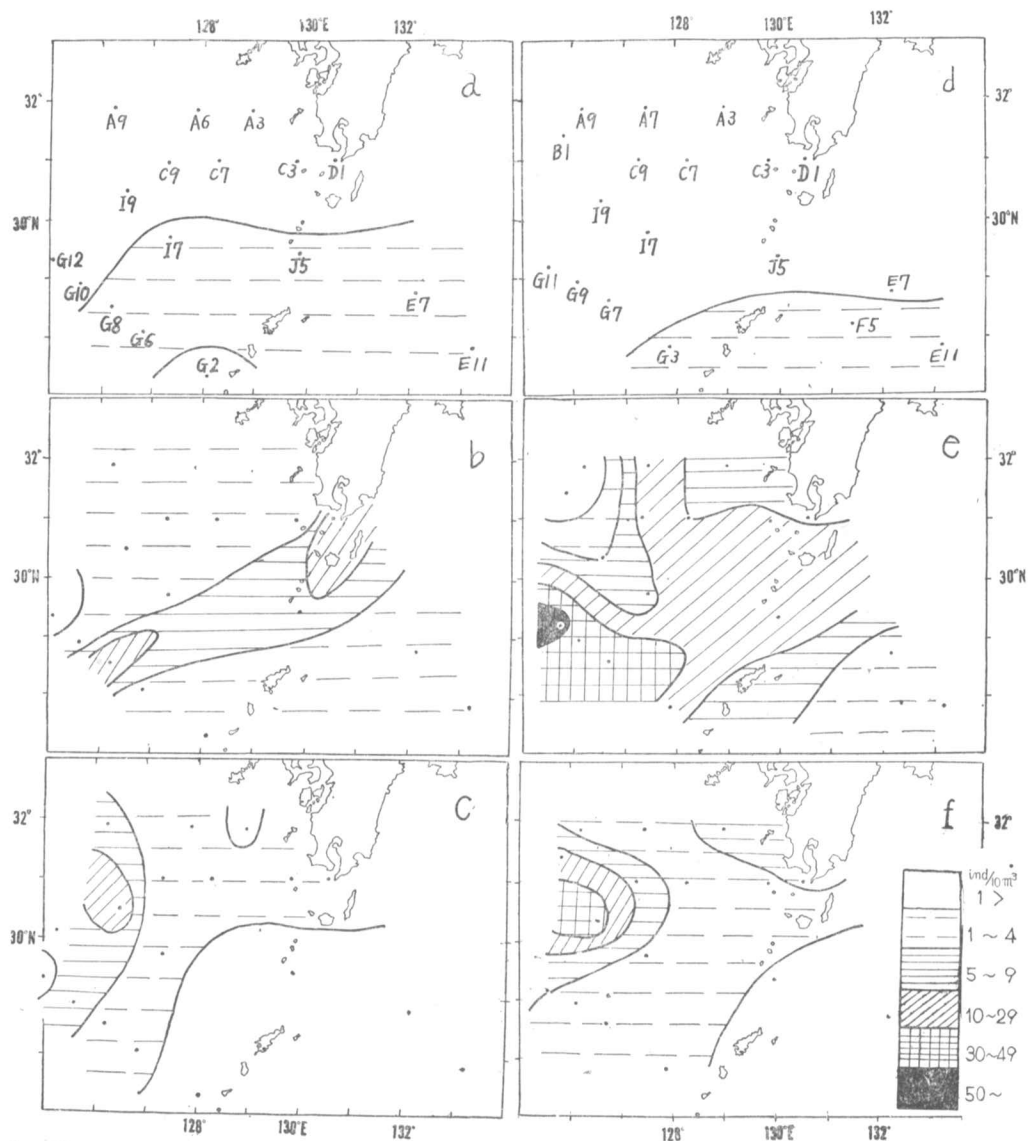 128° 130°E 132°
a
32°
A9 A6 A3
C9 C7 C3 D1
I9
30°N
I7
G12 J5
G10 E7
G8
G6
G2 E11
128° 130°E 132°
d
32°
A9 A7 A3
B1
C9 C7 C3 D1
I9
30°N
I7
J5
G11 G9 E7
G7
F5
G3 E11
b
32°
30°N
e
32°
30°N
c
32°
30°N
128° 130°E 132°
f
32°
ind/10m³
1 >
1 ~ 4
5 ~ 9
10~29
30~49
50~
128° 130°E 132°